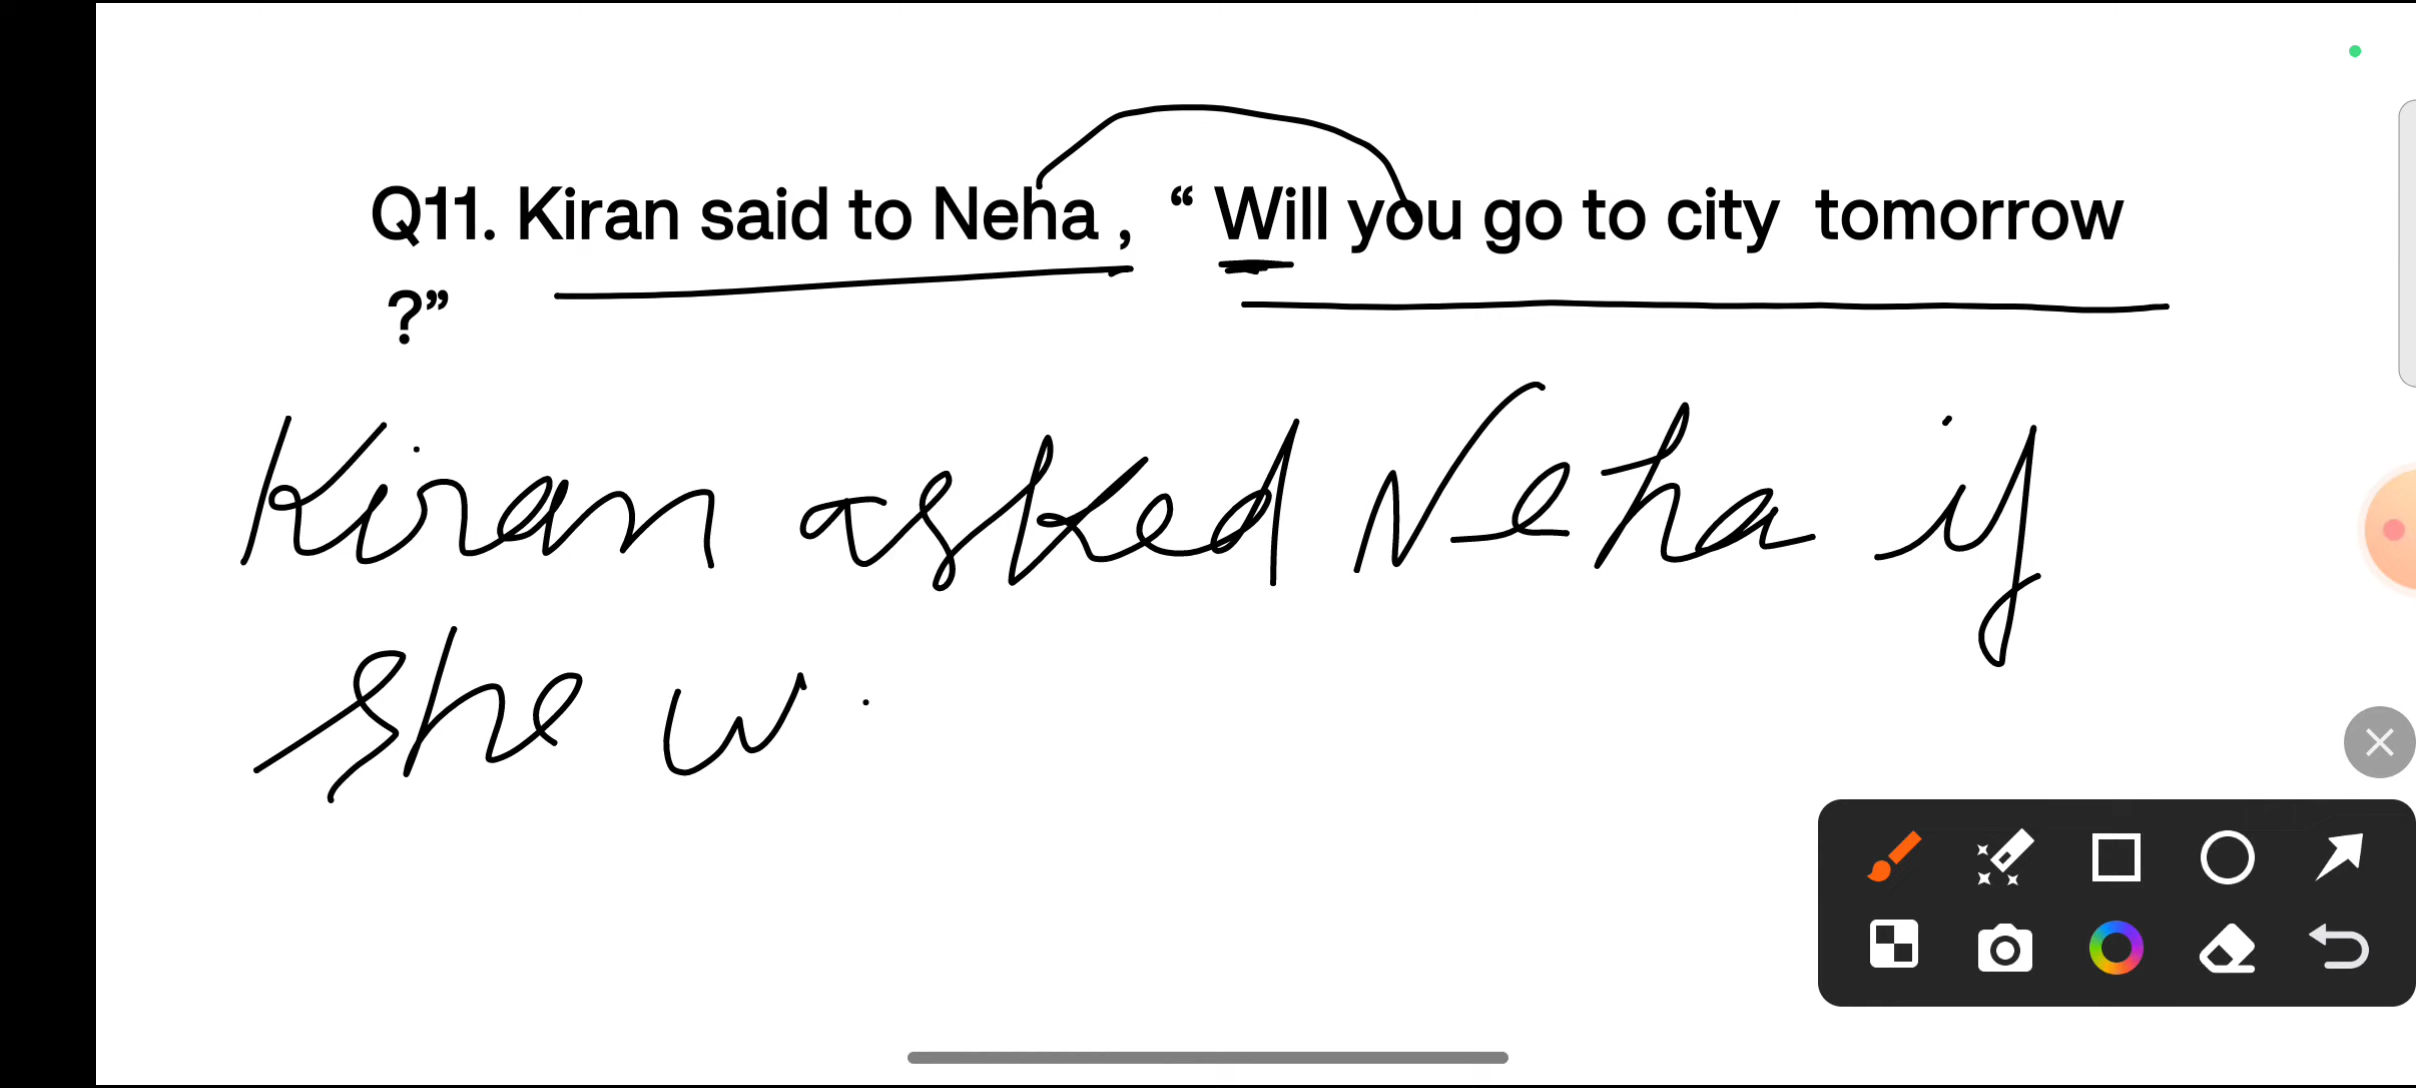 Q11. Kiran said to Neha , “ Will you go to city tomorrow
?”
Kiran asked Neha if
she w